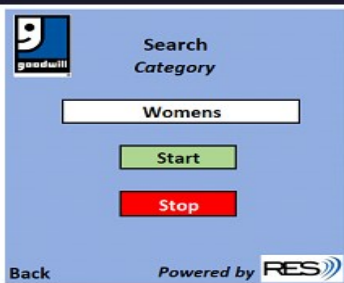 goodwill
Search
Category
Womens
Start
Stop
Back
Powered by RES